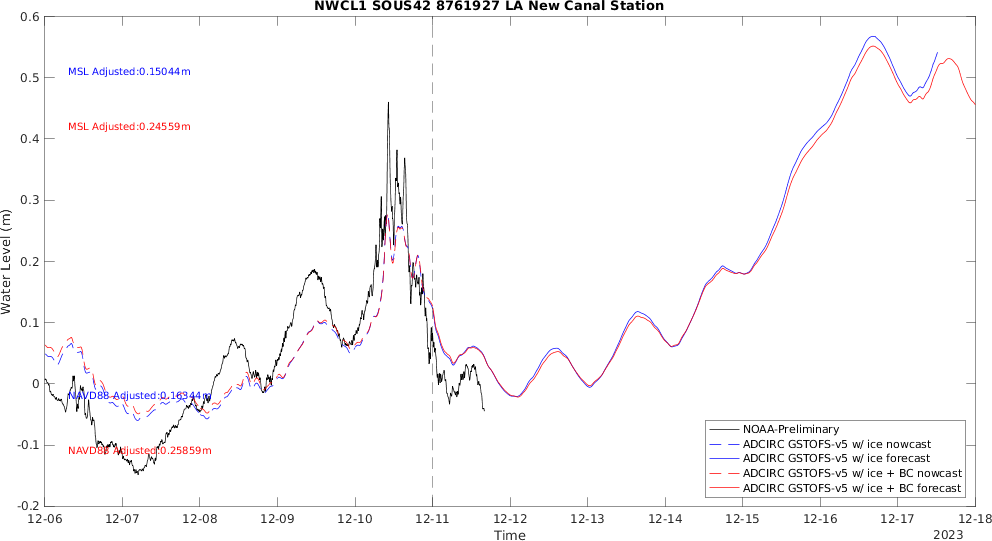 NWCL1 SOUS42 8761927 LA New Canal Station
0.6
0.5
0.4
0.3
0.2
0.1
0
-0.1
-0.2
Water Level (m)
MSL Adjusted:0.15044m
MSL Adjusted:0.24559m
NAVD88 Adjusted:0.16344m
NAVD88 Adjusted:0.25859m
NOAA-Preliminary
ADCIRC GSTOFS-v5 w/ ice nowcast
ADCIRC GSTOFS-v5 w/ ice forecast
ADCIRC GSTOFS-v5 w/ ice + BC nowcast
ADCIRC GSTOFS-v5 w/ ice + BC forecast
12-06 12-07 12-08 12-09 12-10 12-11 12-12 12-13 12-14 12-15 12-16 12-17 12-18
Time
2023